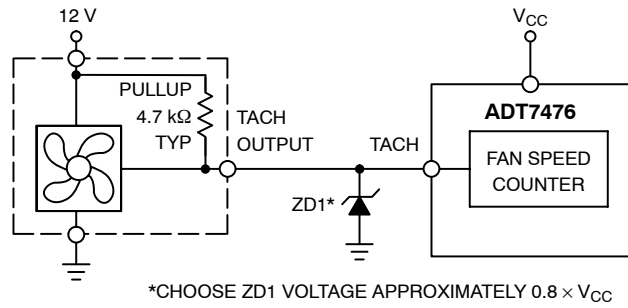 12 V
VCC
PULLUP
4.7 kΩ
TYP
TACH
OUTPUT
TACH
ADT7476
FAN SPEED
COUNTER
ZD1*
*CHOOSE ZD1 VOLTAGE APPROXIMATELY 0.8 × VCC